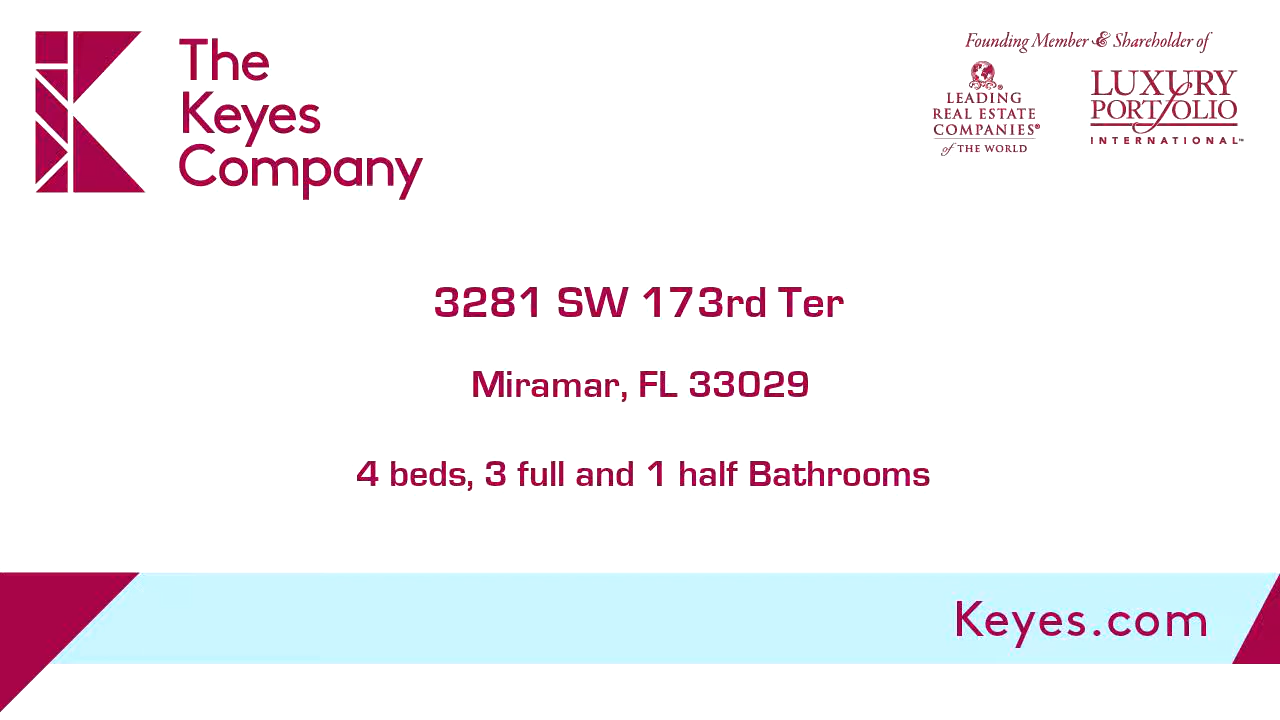 The
Keyes
Company
Founding Member & Shareholder of
LEADING
REAL ESTATE
COMPANIES®
of THE WORLD
LUXURY
PORTFOLIO
INTERNATIONAL™
3281 SW 173rd Ter
Miramar, FL 33029
4 beds, 3 full and 1 half Bathrooms
Keyes.com